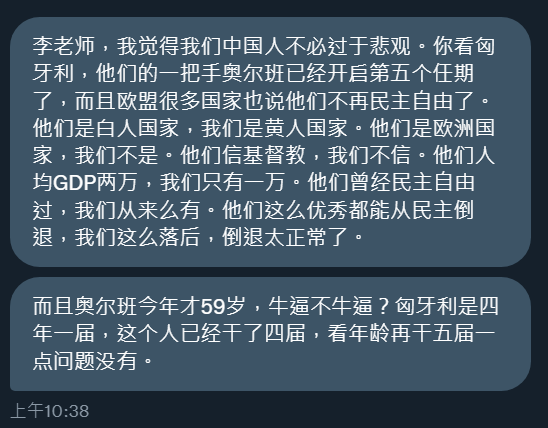 李老师，我觉得我们中国人不必过于悲观。你看匈
牙利，他们的一把手奥尔班已经开启第五个任期
了，而且欧盟很多国家也说他们不再民主自由了。
他们是白人国家，我们是黄人国家。他们是欧洲国
家，我们不是。他们信基督教，我们不信。他们人
均GDP两万，我们只有一万。他们曾经民主自由
过，我们从来么有。他们这么优秀都能从民主倒
退，我们这么落后，倒退太正常了。
而且奥尔班今年才59岁，牛逼不牛逼？匈牙利是四
年一届，这个人已经干了四届，看年龄再干五届一
点问题没有。
上午10:38